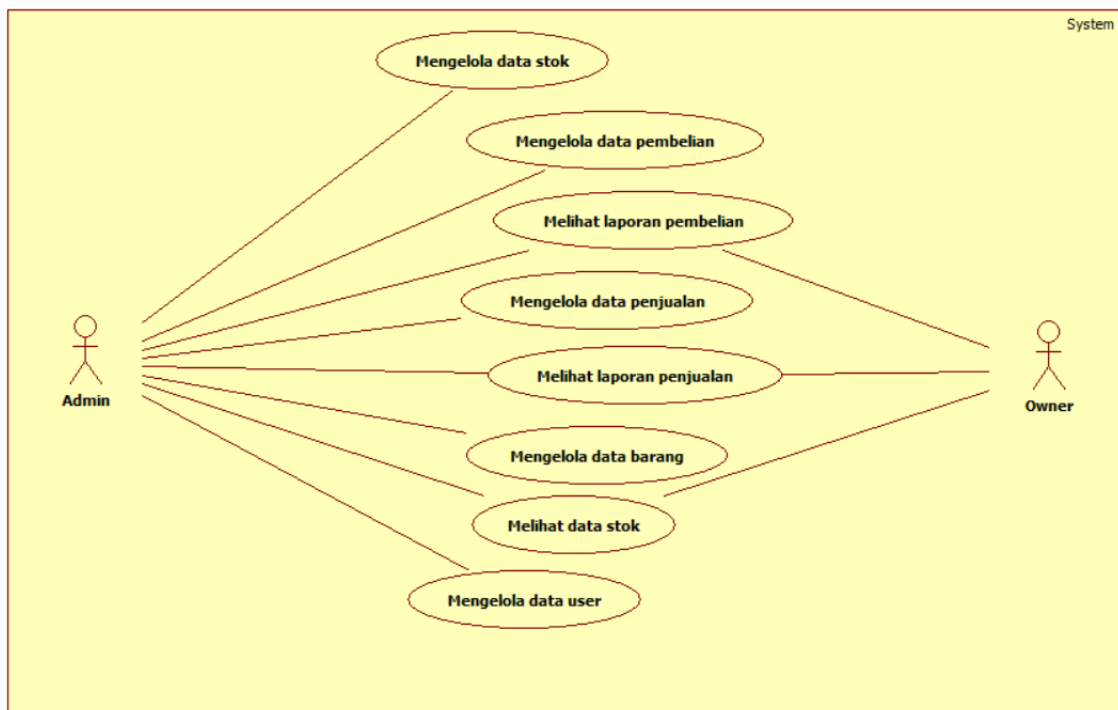 System
Mengelola data stok
Mengelola data pembelian
Melihat laporan pembelian
Mengelola data penjualan
Melihat laporan penjualan
Admin
Owner
Mengelola data barang
Melihat data stok
Mengelola data user